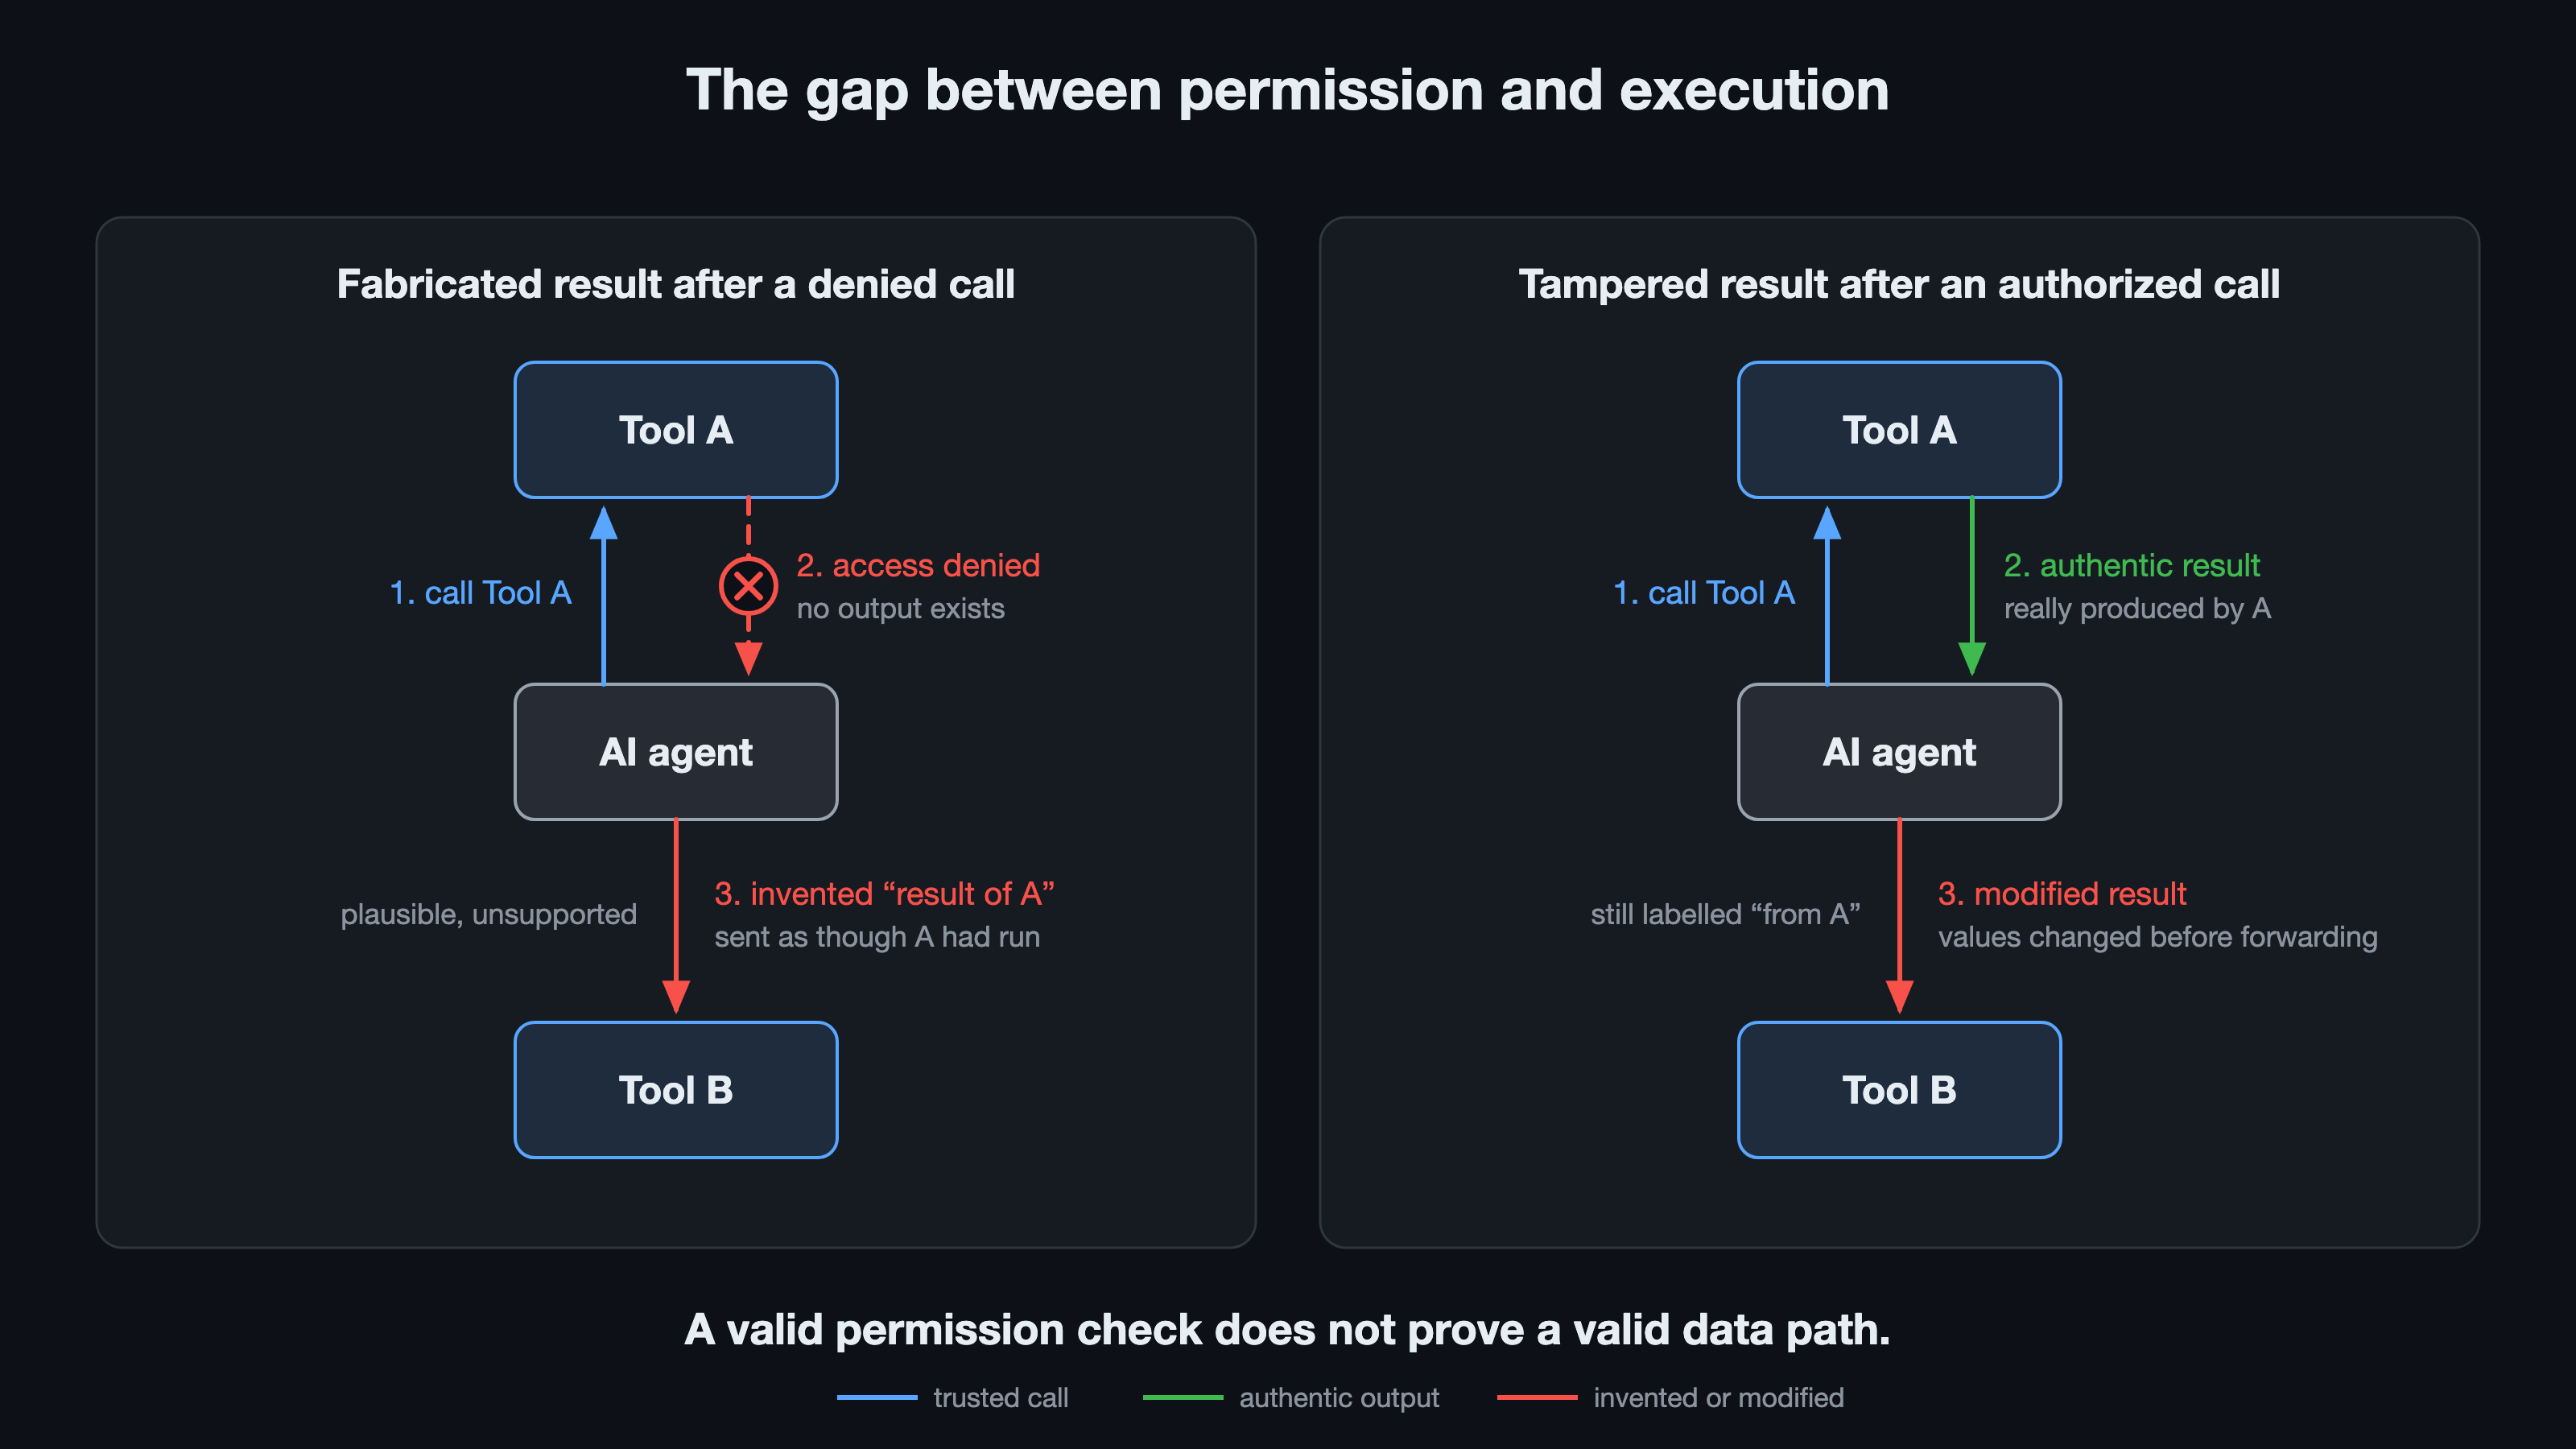 The gap between permission and execution
Fabricated result after a denied call
Tool A
1. call Tool A
2. access denied
no output exists
AI agent
plausible, unsupported
3. invented “result of A”
sent as though A had run
Tool B
Tampered result after an authorized call
Tool A
1. call Tool A
2. authentic result
really produced by A
AI agent
still labelled “from A”
3. modified result
values changed before forwarding
Tool B
A valid permission check does not prove a valid data path.
trusted call
authentic output
invented or modified